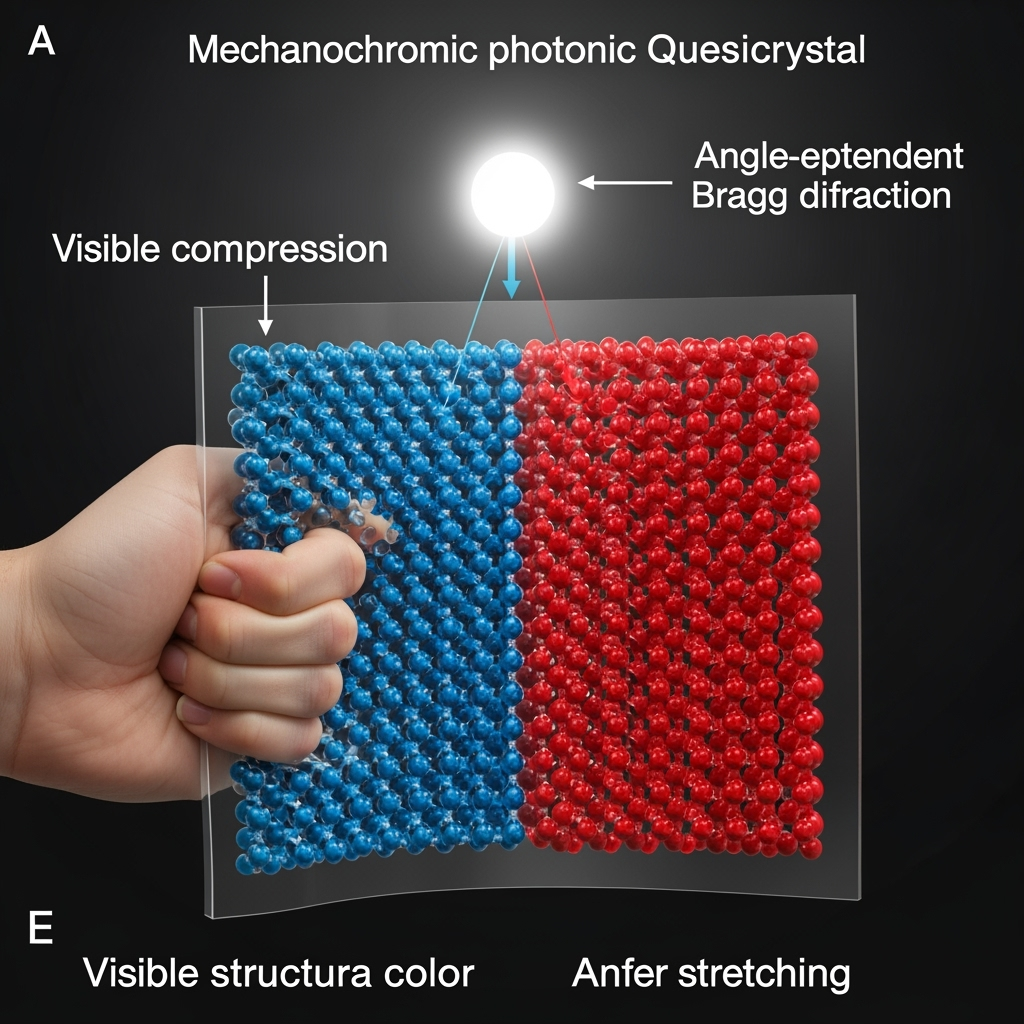 A
Mechanochromic photonic Quesicrystal
Angle-eptendent
Bragg difraction
Visible compression
E
Visible structura color
Anfer stretching